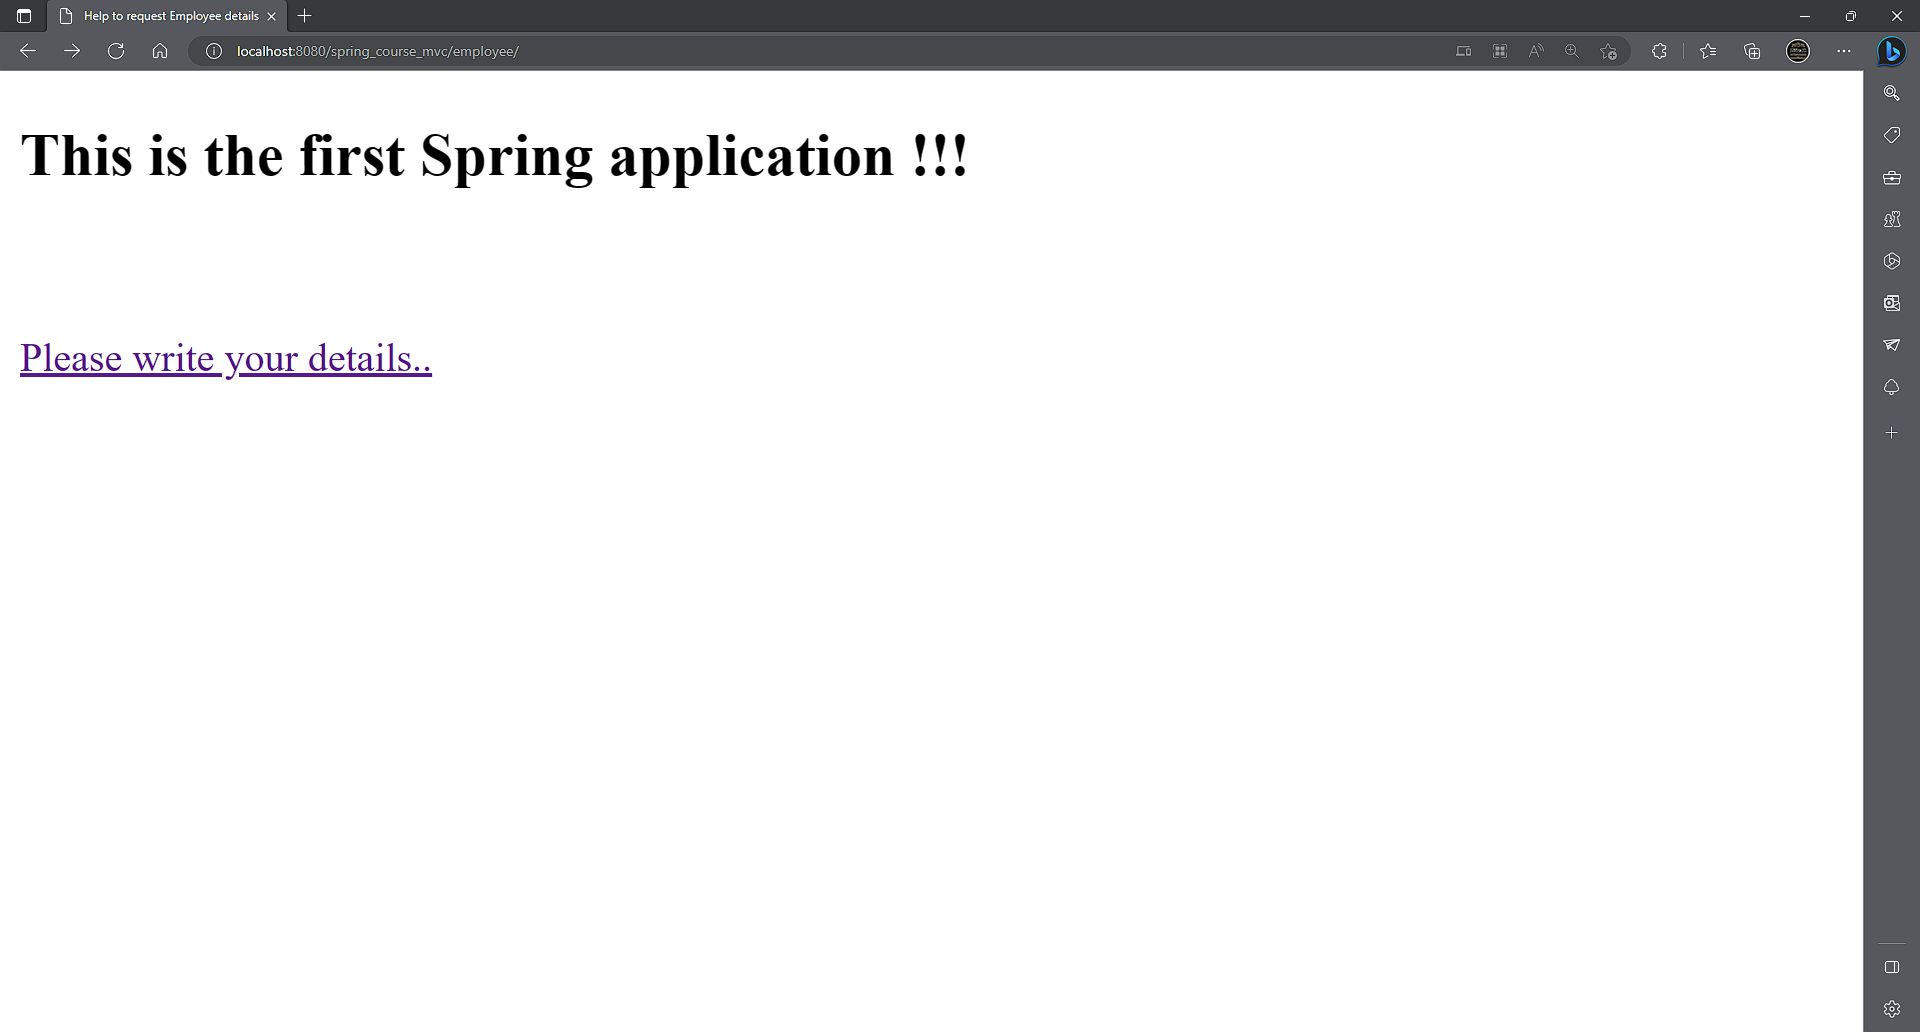 Help to request Employee details
localhost:8080/spring_course_mvc/employee/
This is the first Spring application !!!
Please write your details..